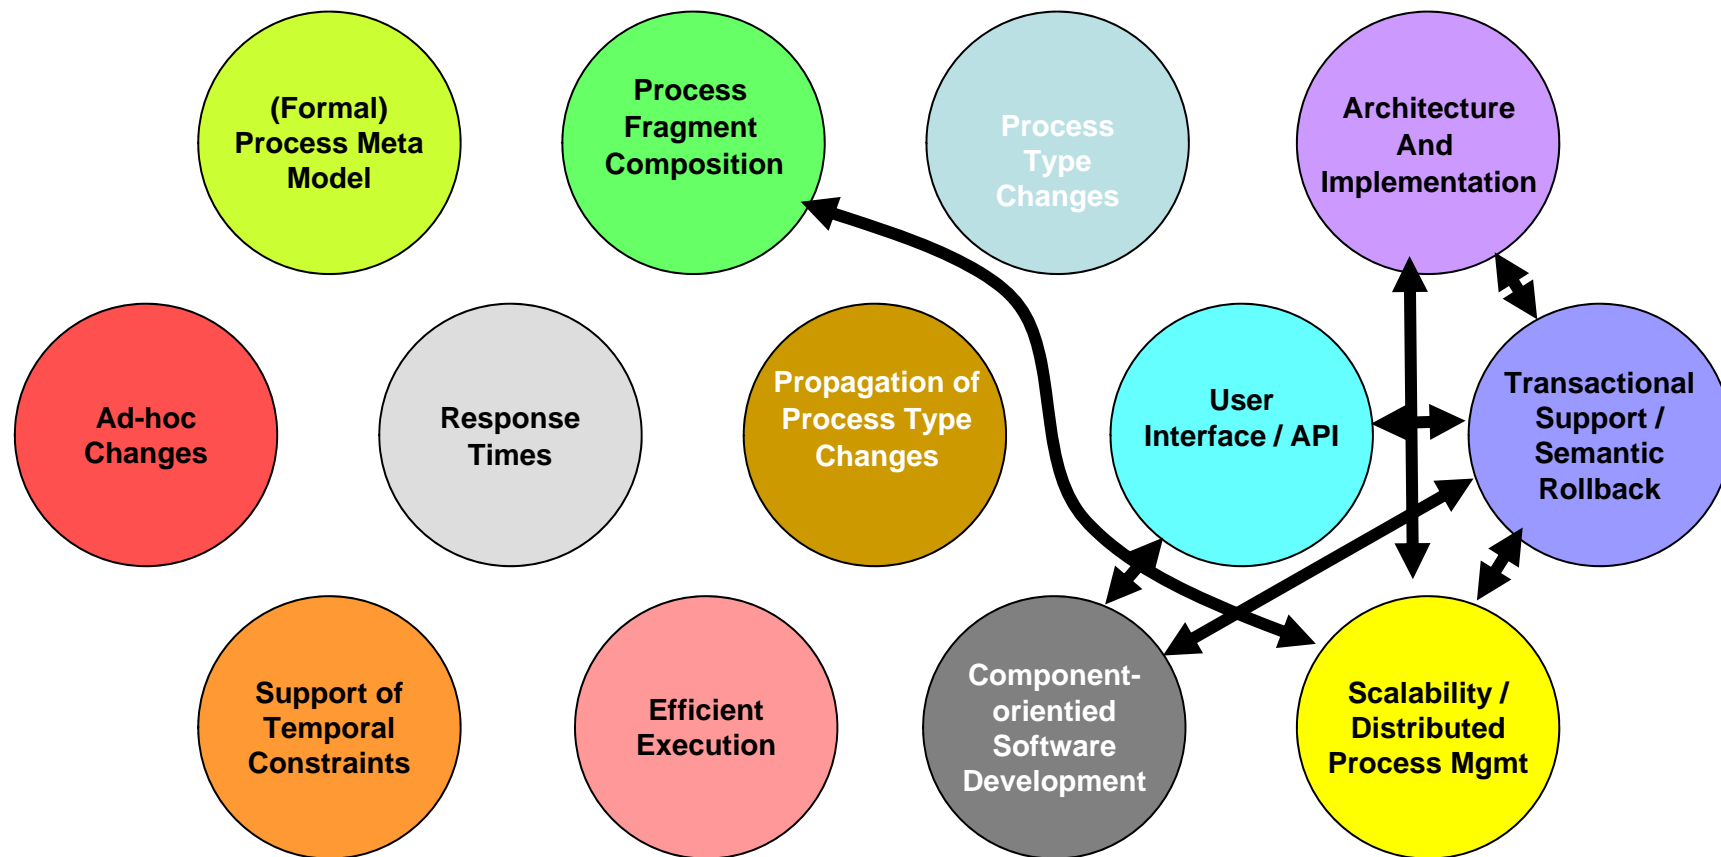 (Formal)
Process Meta
Model
Process
Fragment
Composition
Process
Type
Changes
Architecture
And
Implementation
Ad-hoc
Changes
Response
Times
Propagation of
Process Type
Changes
User
Interface / API
Transactional
Support /
Semantic
Rollback
Support of
Temporal
Constraints
Efficient
Execution
Component-
orientied
Software
Development
Scalability /
Distributed
Process Mgmt